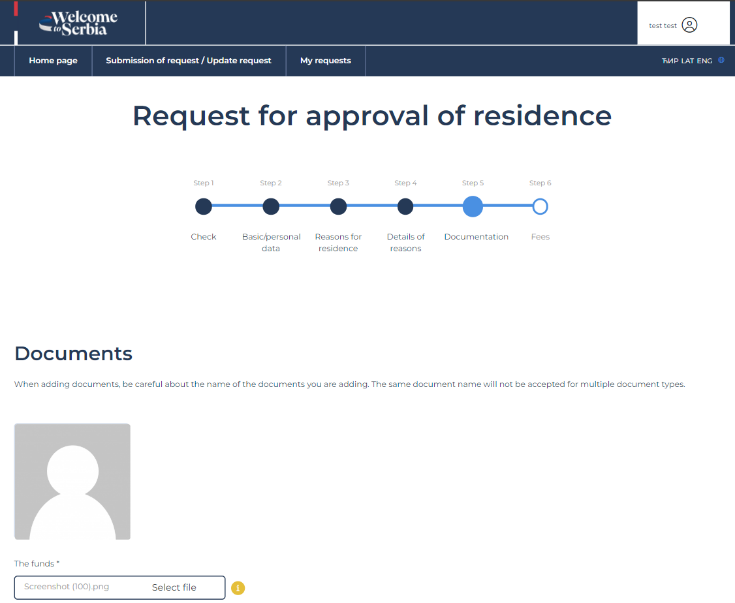 Welcome
to Serbia
test test
Home page
Submission of request / Update request
My requests
ЋИР LAT ENG
Request for approval of residence
Step 1
Step 2
Step 3
Step 4
Step 5
Step 6
Check
Basic/personal
data
Reasons for
residence
Details of
reasons
Documentation
Fees
Documents
When adding documents, be careful about the name of the documents you are adding. The same document name will not be accepted for multiple document types.
The funds *
Screenshot (100).png
Select file